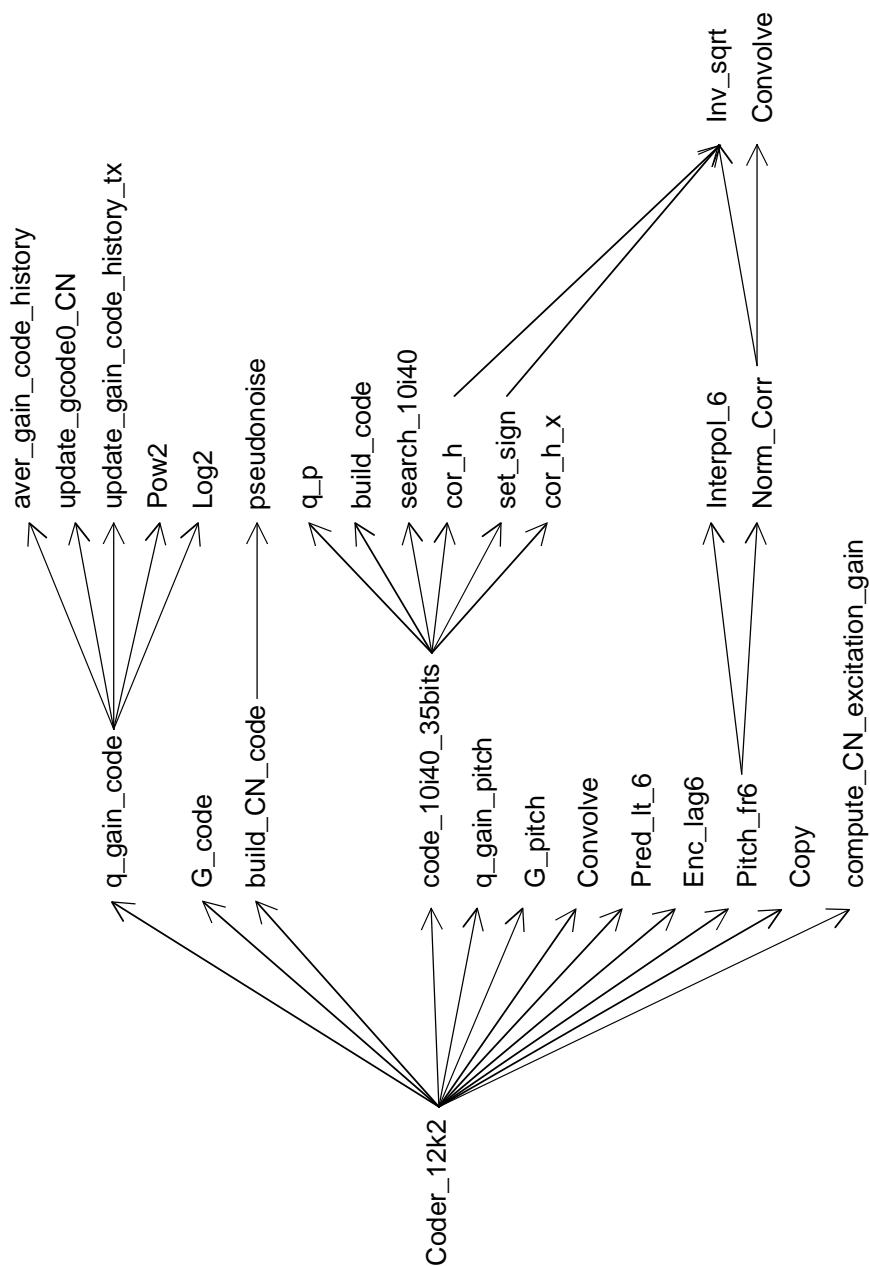 Coder_12k2
q_gain_code
G_code
build_CN_code
code_10i40_35bits
q_gain_pitch
G_pitch
Convolve
Pred_lt_6
Enc_lag6
Pitch_fr6
Copy
compute_CN_excitation_gain
aver_gain_code_history
update_gcode0_CN
update_gain_code_history_tx
Pow2
Log2
pseudonoise
q_p
build_code
search_10i40
cor_h
set_sign
cor_h_x
Interpol_6
Norm_Corr
Inv_sqrt
Convolve